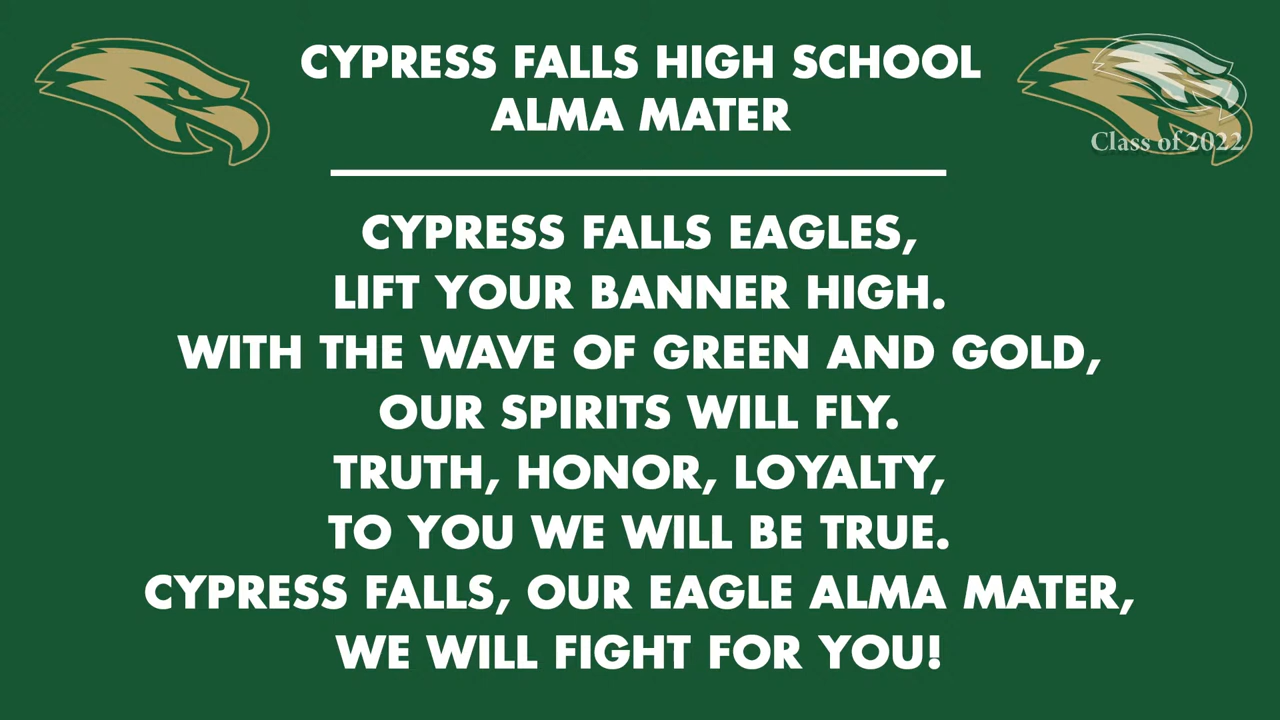 CYPRESS FALLS HIGH SCHOOL
ALMA MATER
Class of 2022
CYPRESS FALLS EAGLES,
LIFT YOUR BANNER HIGH.
WITH THE WAVE OF GREEN AND GOLD,
OUR SPIRITS WILL FLY.
TRUTH, HONOR, LOYALTY,
TO YOU WE WILL BE TRUE.
CYPRESS FALLS, OUR EAGLE ALMA MATER,
WE WILL FIGHT FOR YOU!